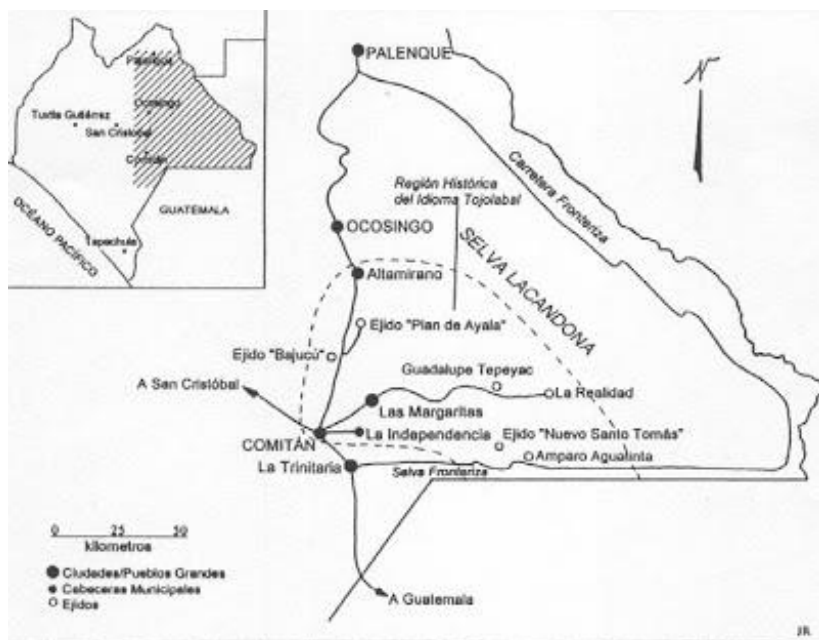 Palenque
Ocosingo
Tuxtla Gutiérrez
San Cristóbal
Comitán
GUATEMALA
OCÉANO PACÍFICO
Tapachula
PALENQUE
N
Carretera Fronteriza
Región Histórica
del Idioma Tojolabal
OCOSINGO
SELVA LACANDONA
Altamirano
Ejido "Plan de Ayala"
Ejido "Bajucú"
Guadalupe Tepeyac
A San Cristóbal
La Realidad
Las Margaritas
La Independencia
Ejido "Nuevo Santo Tomás"
COMITÁN
Amparo Aguatinta
La Trinitaria
Selva Fronteriza
0 25 50
kilometros
Ciudades/Pueblos Grandes
Cabeceras Municipales
Ejidos
A Guatemala
JR